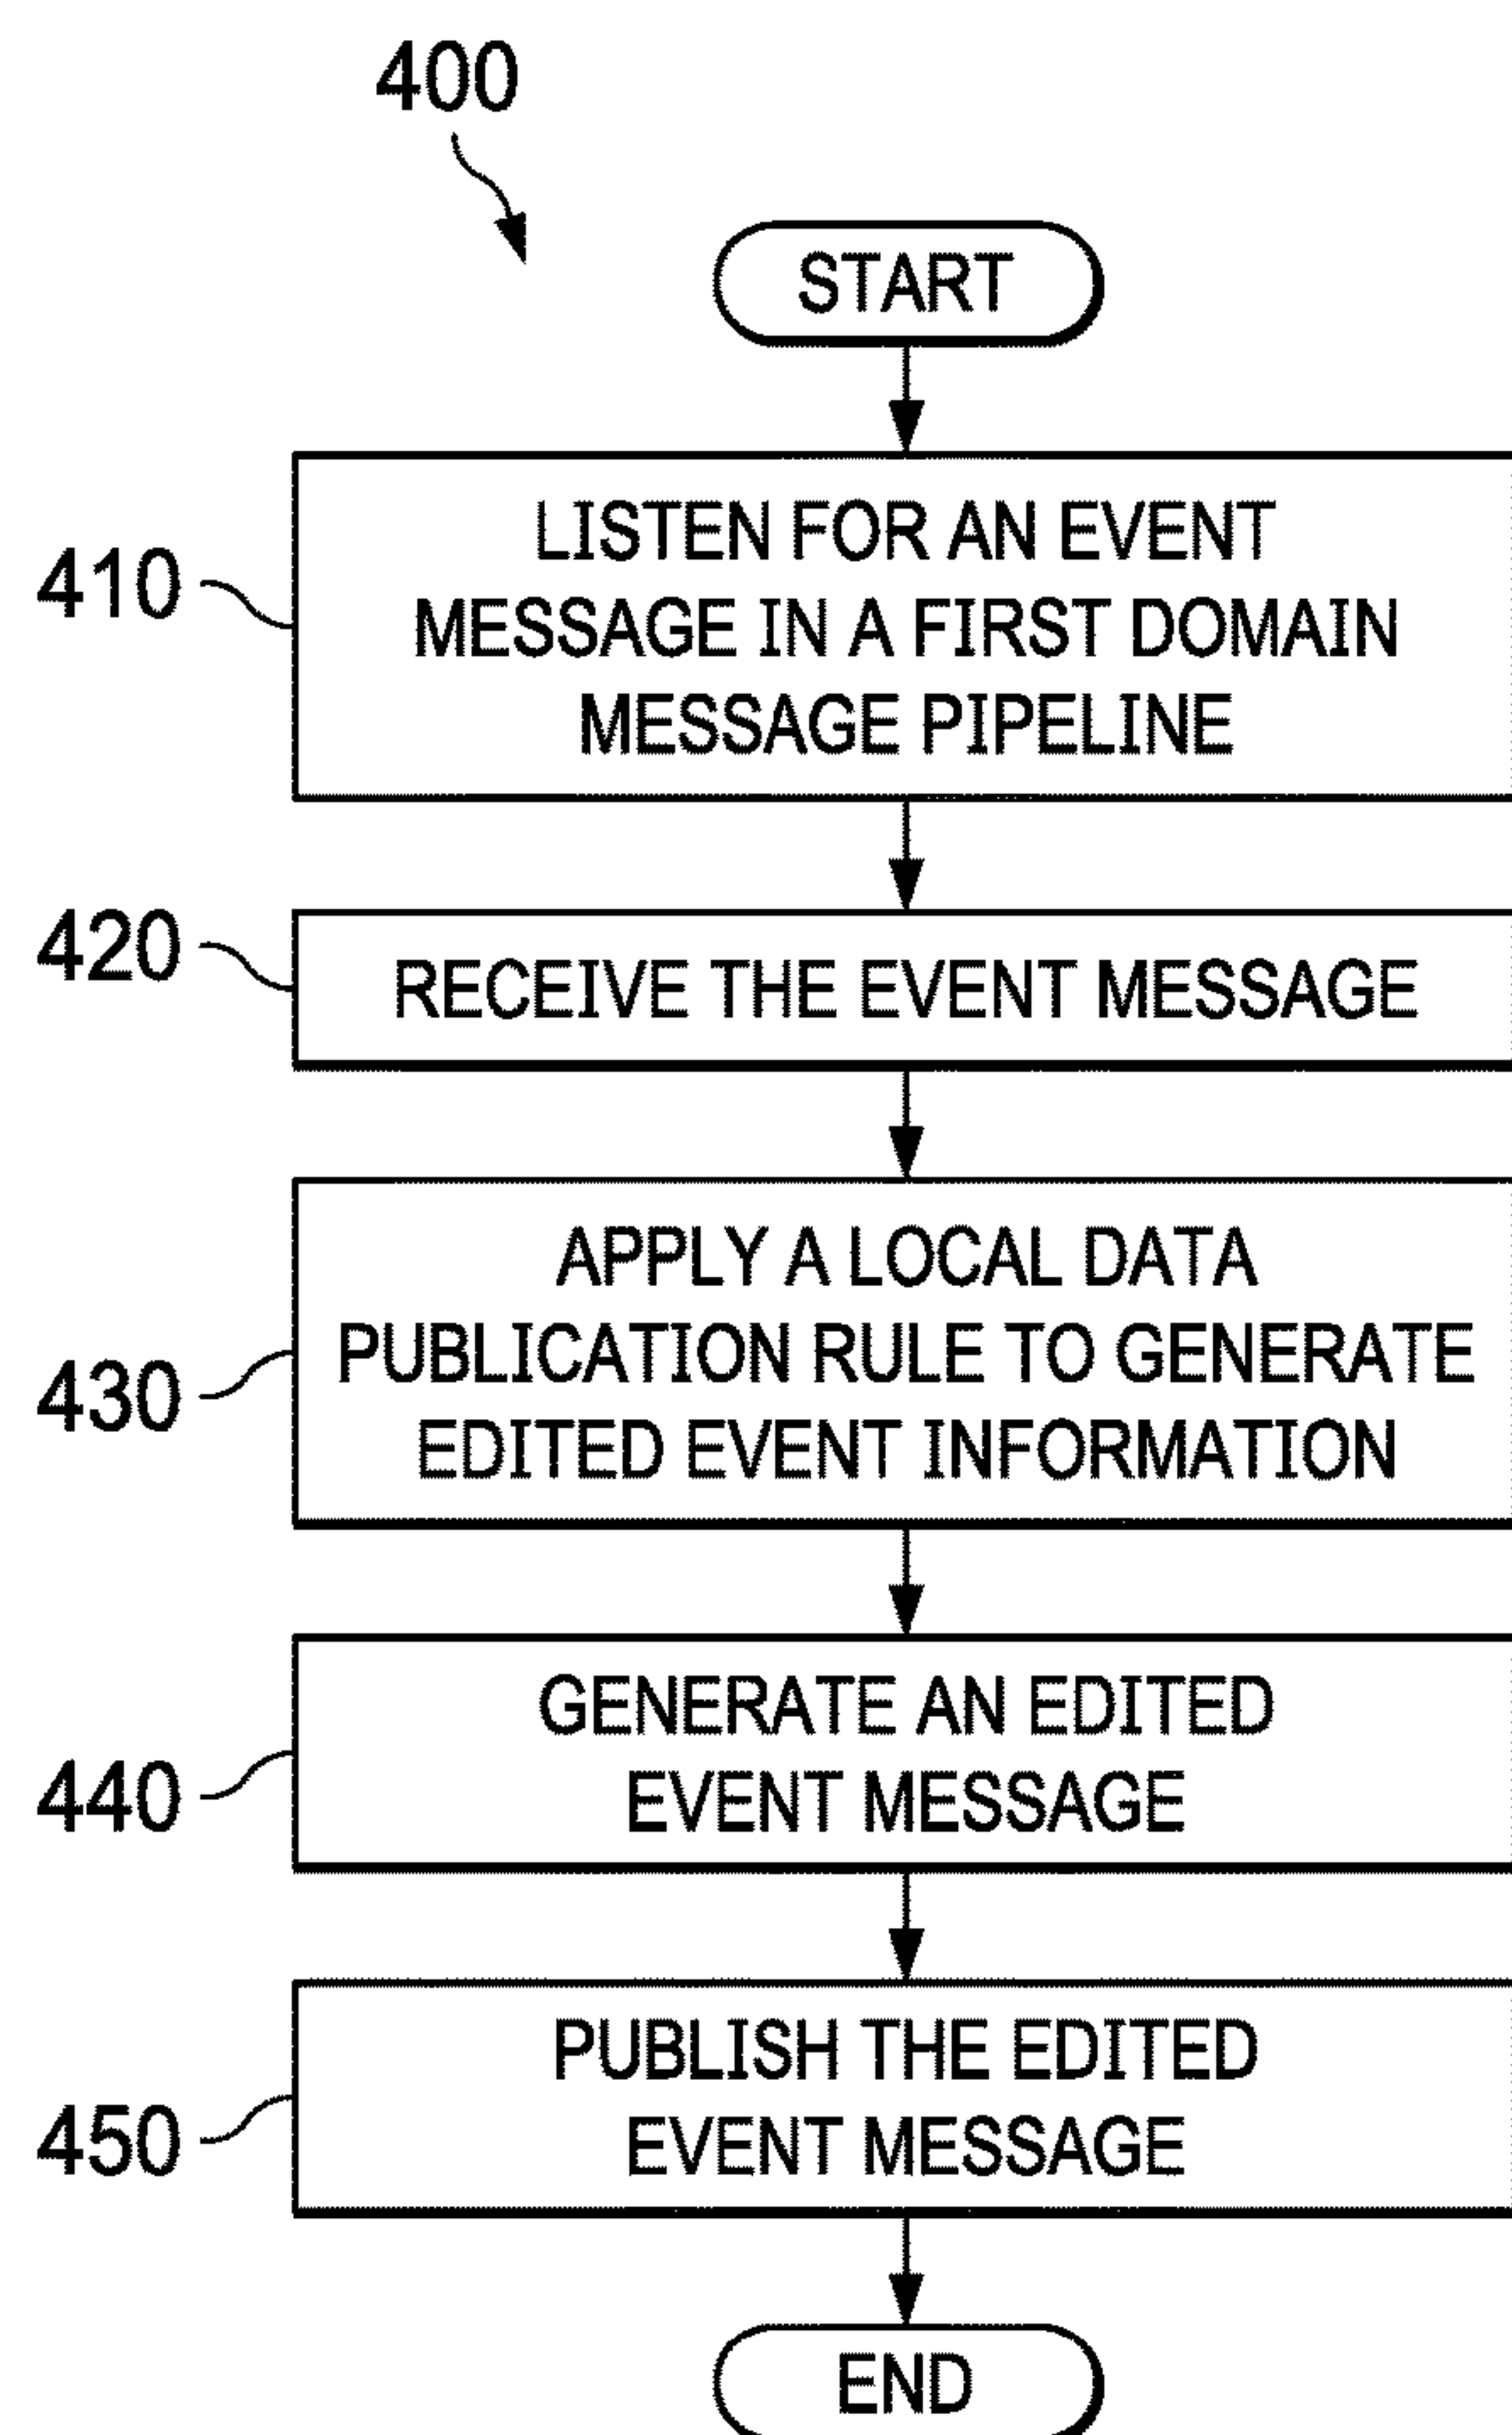 400
START
410
LISTEN FOR AN EVENT
MESSAGE IN A FIRST DOMAIN
MESSAGE PIPELINE
420
RECEIVE THE EVENT MESSAGE
430
APPLY A LOCAL DATA
PUBLICATION RULE TO GENERATE
EDITED EVENT INFORMATION
440
GENERATE AN EDITED
EVENT MESSAGE
450
PUBLISH THE EDITED
EVENT MESSAGE
END